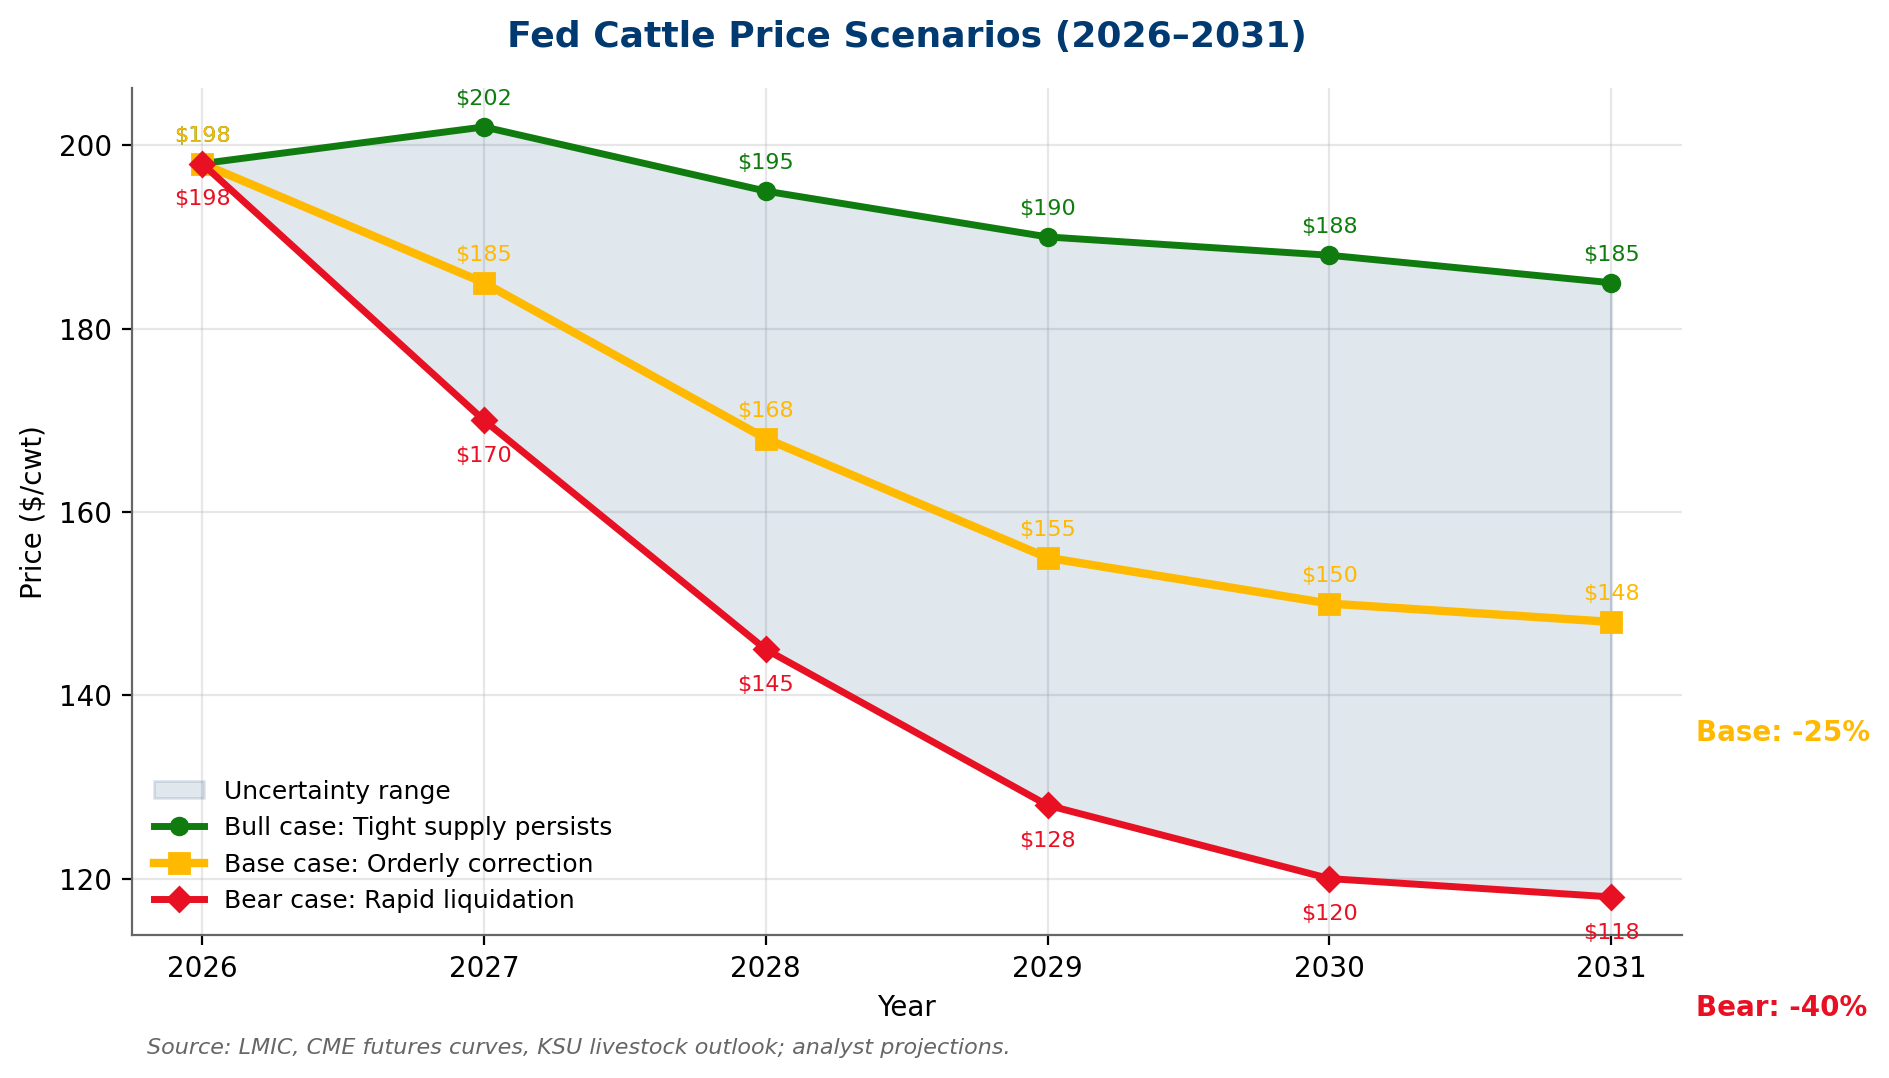 Fed Cattle Price Scenarios (2026–2031)
Price ($/cwt)
200
180
160
140
120
$198
$202
$195
$190
$188
$185
$198
$185
$168
$155
$150
$148
$198
$170
$145
$128
$120
$118
Base: -25%
Uncertainty range
Bull case: Tight supply persists
Base case: Orderly correction
Bear case: Rapid liquidation
2026
2027
2028
2029
2030
2031
Year
Bear: -40%
Source: LMIC, CME futures curves, KSU livestock outlook; analyst projections.